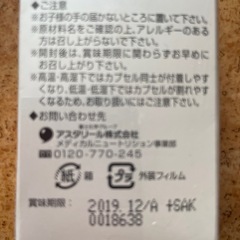 ◆ご注意
＊お子様の手の届かないところに置いて下さい。
＊原材料名をご確認の上、アレルギーのある
方は召し上がらないで下さい。
＊開封後は、賞味期限に関わらずお早めに
お召し上がり下さい。
＊高温・高湿下ではカプセル同士が付着しやす
くなり、低温・低湿下ではカプセルが割れやす
くなるため、お取り扱いにはご注意下さい。
◆お問い合わせ先
アスタリール株式会社
メディカルニュートリション事業部
0120-770-245
紙 箱
プラ 外装フィルム
賞味期限： 2019.12/A †SAK
0018638